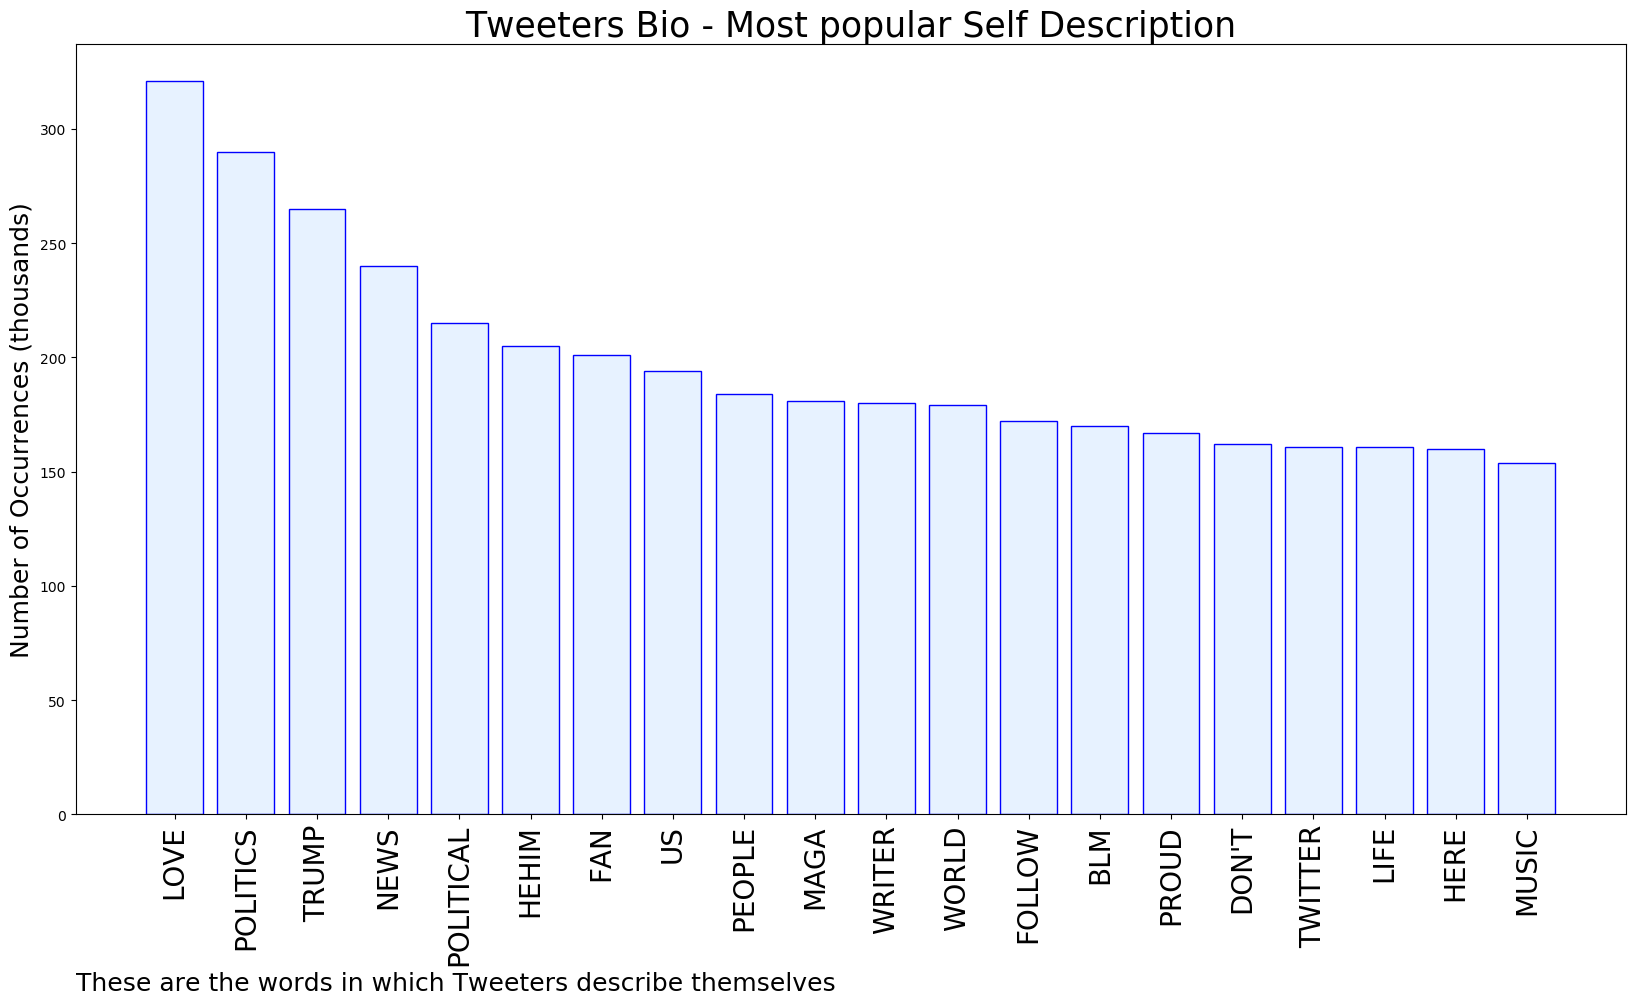 Tweeters Bio - Most popular Self Description
Number of Occurrences (thousands)
300
250
200
150
100
50
0
LOVE
POLITICS
TRUMP
NEWS
POLITICAL
HEHIM
FAN
US
PEOPLE
MAGA
WRITER
WORLD
FOLLOW
BLM
PROUD
DON'T
TWITTER
LIFE
HERE
MUSIC
These are the words in which Tweeters describe themselves